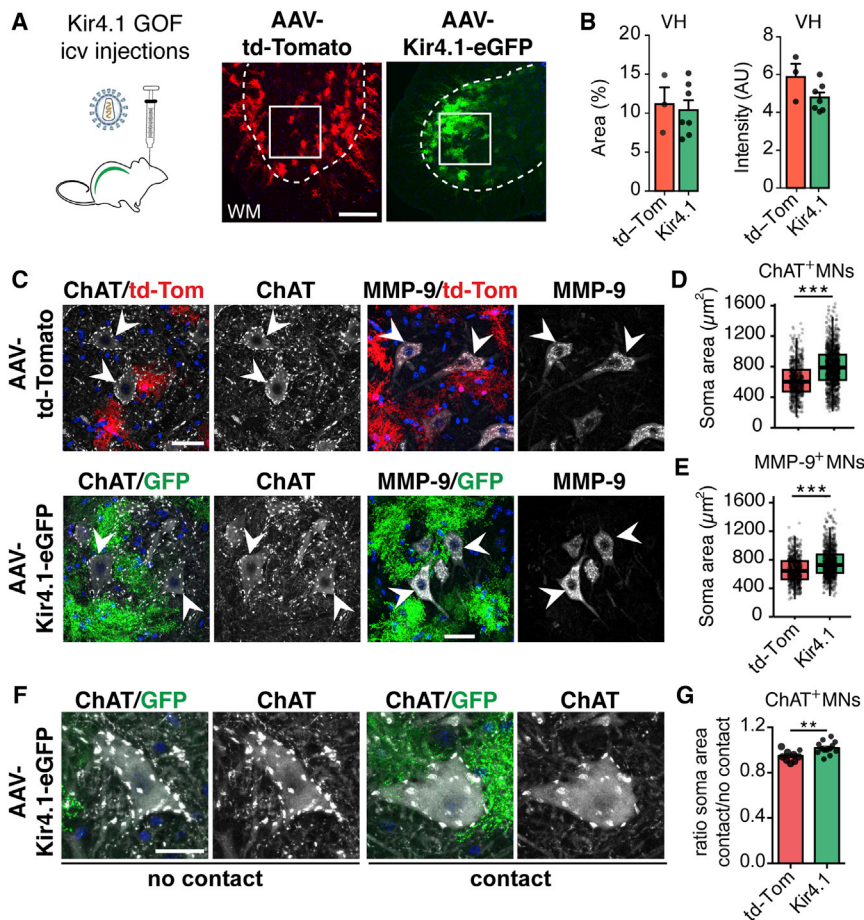 A
Kir4.1 GOF
icv injections
AAV-
td-Tomato
AAV-
Kir4.1-eGFP
WM
B
VH
Area (%)
20
15
10
5
0
td–Tom
Kir4.1
VH
Intensity (AU)
8
6
4
2
0
td–Tom
Kir4.1
C
ChAT/td-Tom
ChAT
MMP-9/td-Tom
MMP-9
AAV-
td-Tomato
ChAT/GFP
ChAT
MMP-9/GFP
MMP-9
AAV-
Kir4.1-eGFP
D
ChAT+MNs
***
Soma area (μm2)
1600
1200
800
400
0
E
MMP-9+MNs
***
Soma area (μm2)
1600
1200
800
400
0
td-Tom
Kir4.1
F
ChAT/GFP
ChAT
ChAT/GFP
ChAT
AAV-
Kir4.1-eGFP
no contact
contact
G
ChAT+MNs
**
ratio soma area
contact/no contact
1.2
0.9
0.6
0.3
0.0
td-Tom
Kir4.1